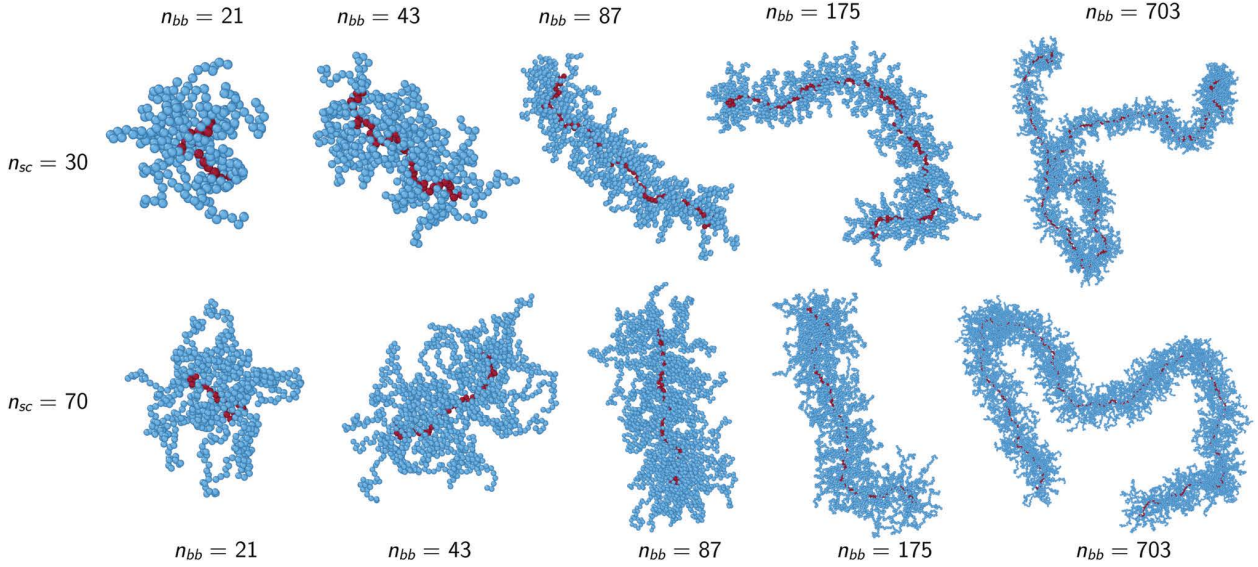 n_bb = 21 n_bb = 43 n_bb = 87 n_bb = 175 n_bb = 703
n_sc = 30
n_sc = 70
n_bb = 21 n_bb = 43 n_bb = 87 n_bb = 175 n_bb = 703